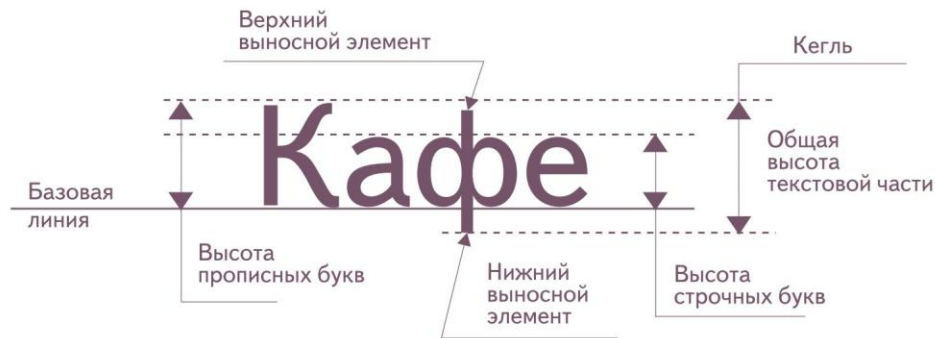 Верхний
выносной элемент
Кегль
Кафе
Общая
высота
текстовой части
Базовая
линия
Высота
прописных букв
Нижний
выносной
элемент
Высота
строчных букв